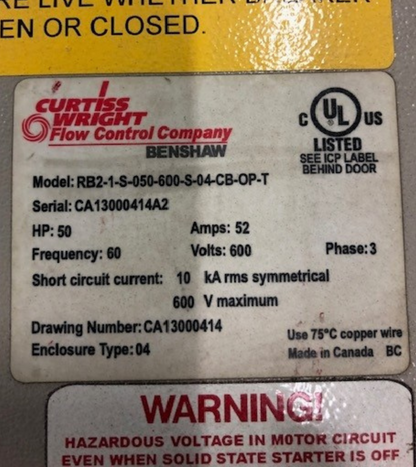 EN OR CLOSED.
CURTISS
WRIGHT
Flow Control Company
BENSHAW
C UL US
LISTED
SEE ICP LABEL
BEHIND DOOR
Model: RB2-1-S-050-600-S-04-CB-OP-T
Serial: CA13000414A2
HP: 50 Amps: 52
Frequency: 60 Volts: 600 Phase: 3
Short circuit current: 10 kA rms symmetrical
600 V maximum
Drawing Number: CA13000414
Enclosure Type: 04
Use 75°C copper wire
Made in Canada BC
WARNING!
HAZARDOUS VOLTAGE IN MOTOR CIRCUIT
EVEN WHEN SOLID STATE STARTER IS OFF